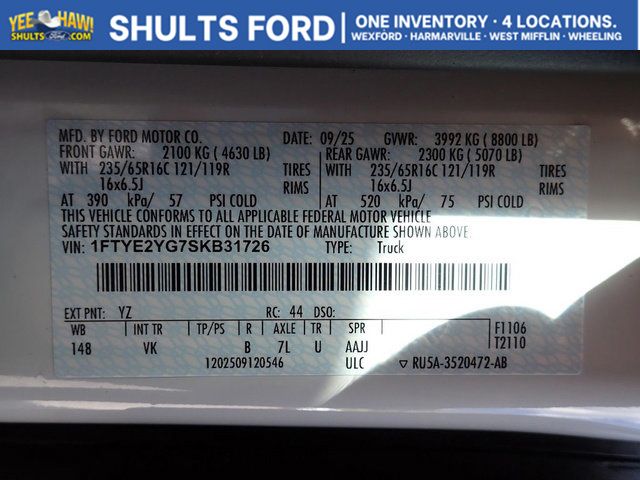 YEE HAW!
SHULTS Ford .COM
SHULTS FORD
ONE INVENTORY • 4 LOCATIONS.
WEXFORD • HARMARVILLE • WEST MIFFLIN • WHEELING
MFD. BY FORD MOTOR CO. DATE: 09/25 GVWR: 3992 KG ( 8800 LB)
FRONT GAWR: 2100 KG ( 4630 LB) REAR GAWR: 2300 KG ( 5070 LB)
WITH 235/65R16C 121/119R TIRES WITH 235/65R16C 121/119R TIRES
16x6.5J RIMS 16x6.5J RIMS
AT 390 kPa/ 57 PSI COLD AT 520 kPa/ 75 PSI COLD
THIS VEHICLE CONFORMS TO ALL APPLICABLE FEDERAL MOTOR VEHICLE
SAFETY STANDARDS IN EFFECT ON THE DATE OF MANUFACTURE SHOWN ABOVE.
VIN: 1FTYE2YG7SKB31726 TYPE: Truck
EXT PNT: YZ RC: 44 DSO:
WB INT TR TP/PS R AXLE TR SPR F1106
148 VK B 7L U AAJJ T2110
1202509120546 ULC ▽ RU5A-3520472-AB